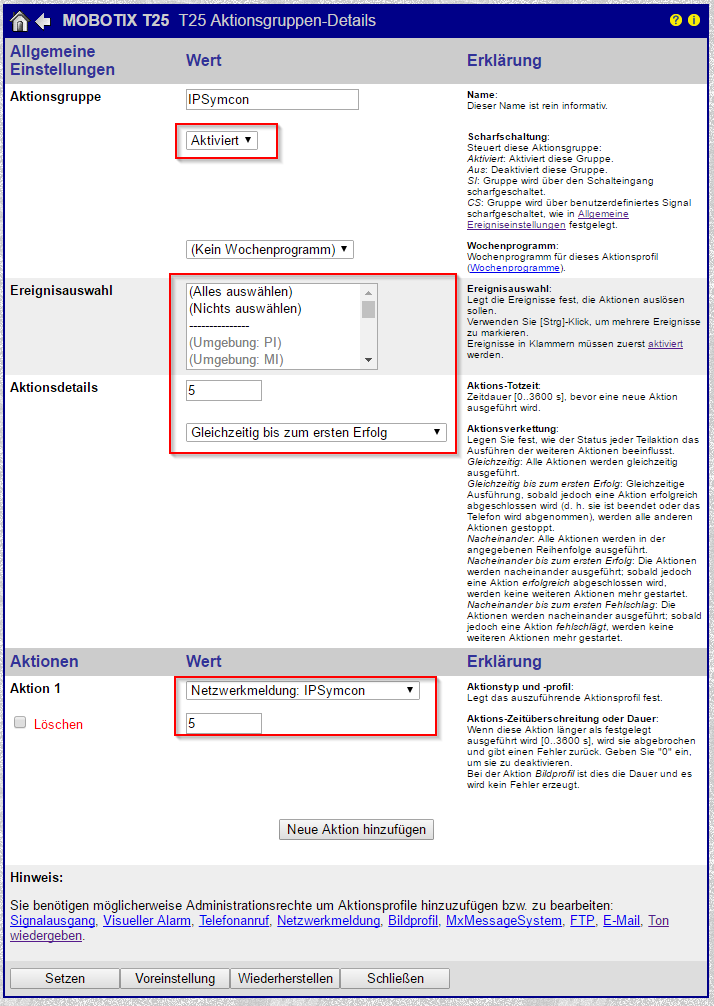 MOBOTIX T25 T25 Aktionsgruppen-Details
? i
Allgemeine Einstellungen
Wert
Erklärung
Aktionsgruppe
IPSymcon
Name:
Dieser Name ist rein informativ.
Aktiviert
Scharfschaltung:
Steuert diese Aktionsgruppe:
Aktiviert: Aktiviert diese Gruppe.
Aus: Deaktiviert diese Gruppe.
SI: Gruppe wird über den Schalteingang
scharfgeschaltet.
CS: Gruppe wird über benutzerdefiniertes Signal
scharfgeschaltet, wie in Allgemeine
Ereigniseinstellungen festgelegt.
(Kein Wochenprogramm)
Wochenprogramm:
Wochenprogramm für dieses Aktionsprofil
(Wochenprogramme).
Ereignisauswahl
(Alles auswählen)
(Nichts auswählen)
---------------
(Umgebung: PI)
(Umgebung: MI)
Ereignisauswahl:
Legt die Ereignisse fest, die Aktionen auslösen
sollen.
Verwenden Sie [Strg]-Klick, um mehrere Ereignisse
zu markieren.
Ereignisse in Klammern müssen zuerst aktiviert
werden.
Aktionsdetails
5
Aktions-Totzeit:
Zeitdauer [0..3600 s], bevor eine neue Aktion
ausgeführt wird.
Gleichzeitig bis zum ersten Erfolg
Aktionsverkettung:
Legen Sie fest, wie der Status jeder Teilaktion das
Ausführen der weiteren Aktionen beeinflusst.
Gleichzeitig: Alle Aktionen werden gleichzeitig
ausgeführt.
Gleichzeitig bis zum ersten Erfolg: Gleichzeitige
Ausführung, sobald jedoch eine Aktion erfolgreich
abgeschlossen wird (d. h. sie ist beendet oder das
Telefon wird abgenommen), werden alle anderen
Aktionen gestoppt.
Nacheinander: Alle Aktionen werden in der
angegebenen Reihenfolge ausgeführt.
Nacheinander bis zum ersten Erfolg: Die Aktionen
werden nacheinander ausgeführt; sobald jedoch
eine Aktion erfolgreich abgeschlossen wird,
werden keine weiteren Aktionen mehr gestartet.
Nacheinander bis zum ersten Fehlschlag: Die
Aktionen werden nacheinander ausgeführt; sobald
jedoch eine Aktion fehlschlägt, werden keine
weiteren Aktionen mehr gestartet.
Aktionen
Wert
Erklärung
Aktion 1
Netzwerkmeldung: IPSymcon
Aktionstyp und -profil:
Legt das auszuführende Aktionsprofil fest.
Löschen
5
Aktions-Zeitüberschreitung oder Dauer:
Wenn diese Aktion länger als festgelegt
ausgeführt wird [0..3600 s], wird sie abgebrochen
und gibt einen Fehler zurück. Geben Sie "0" ein,
um sie zu deaktivieren.
Bei der Aktion Bildprofil ist dies die Dauer und es
wird kein Fehler erzeugt.
Neue Aktion hinzufügen
Hinweis:
Sie benötigen möglicherweise Administrationsrechte um Aktionsprofile hinzuzufügen bzw. zu bearbeiten:
Signalausgang, Visueller Alarm, Telefonanruf, Netzwerkmeldung, Bildprofil, MxMessageSystem, FTP, E-Mail, Ton
wiedergeben.
Setzen Voreinstellung Wiederherstellen Schließen